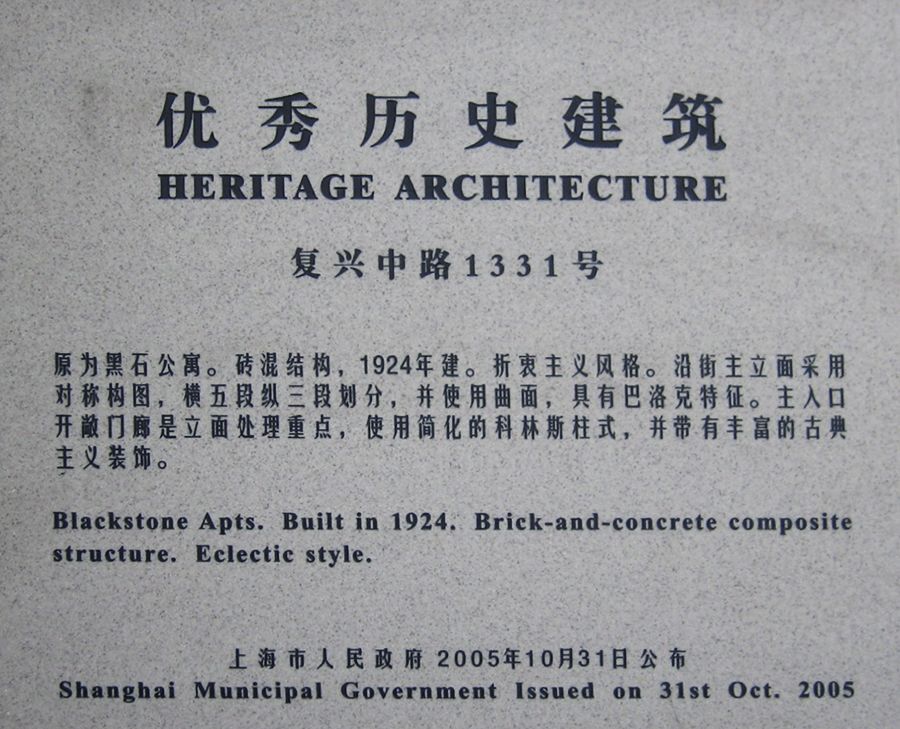 优秀历史建筑
HERITAGE ARCHITECTURE
复兴中路1331号
原为黑石公寓。砖混结构，1924年建。折衷主义风格。沿街主立面采用
对称构图，横五段纵三段划分，并使用曲面，具有巴洛克特征。主入口
开敞门廊是立面处理重点，使用简化的科林斯柱式，并带有丰富的古典
主义装饰。
Blackstone Apts. Built in 1924. Brick-and-concrete composite
structure. Eclectic style.
上海市人民政府 2005年10月31日公布
Shanghai Municipal Government Issued on 31st Oct. 2005